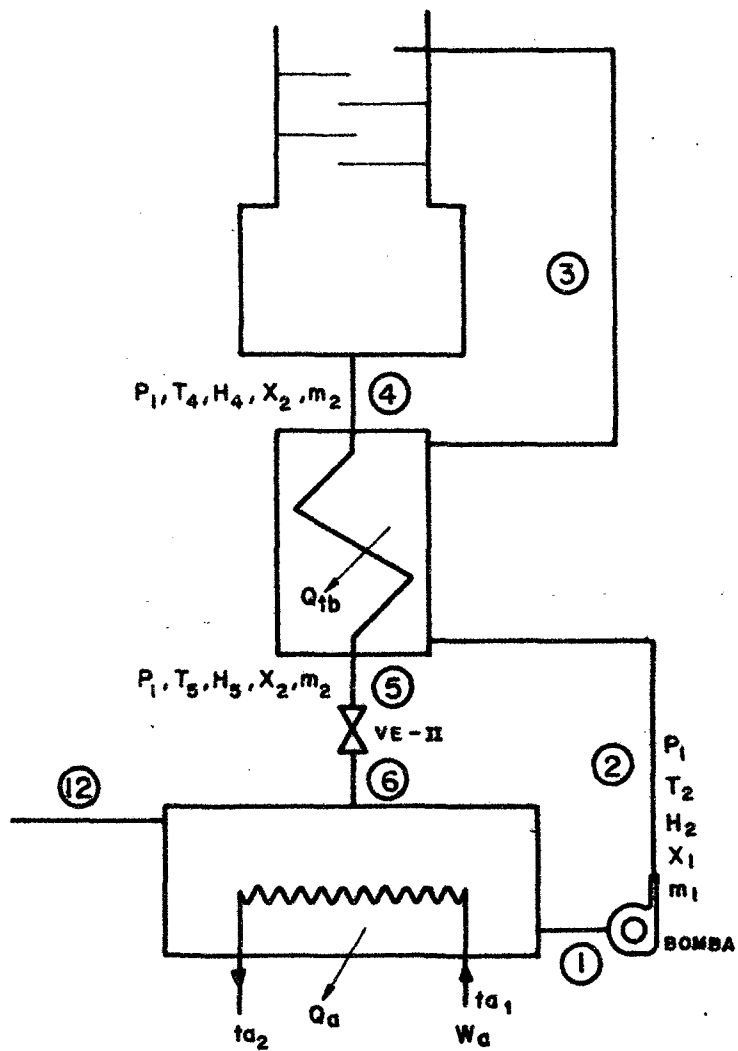 ③
P₁, T₄, H₄, X₂, m₂ ④
Qtb
P₁, T₅, H₅, X₂, m₂ ⑤
VE-II
②
P₁
T₂
H₂
X₁
m₁
⑥
⑫
BOMBA
①
ta₁
Wa
Qa
ta₂